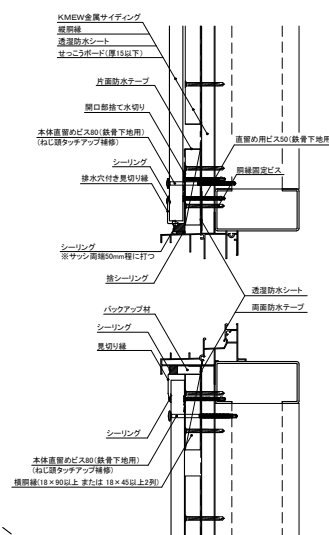 KMEW金属サイディング
縦胴縁
透湿防水シート
せっこうボード(厚15以下)
片面防水テープ
開口部捨て水切り
本体直留めビス80(鉄骨下地用)
(ねじ頭タッチアップ補修)
直留め用ビス50(鉄骨下地用)
シーリング
胴縁固定ビス
排水穴付き見切り縁
シーリング
※サッシ両端50mm程に打つ
捨シーリング
透湿防水シート
両面防水テープ
バックアップ材
シーリング
見切り縁
シーリング
本体直留めビス80(鉄骨下地用)
(ねじ頭タッチアップ補修)
横胴縁(18×90以上 または 18×45以上2列)